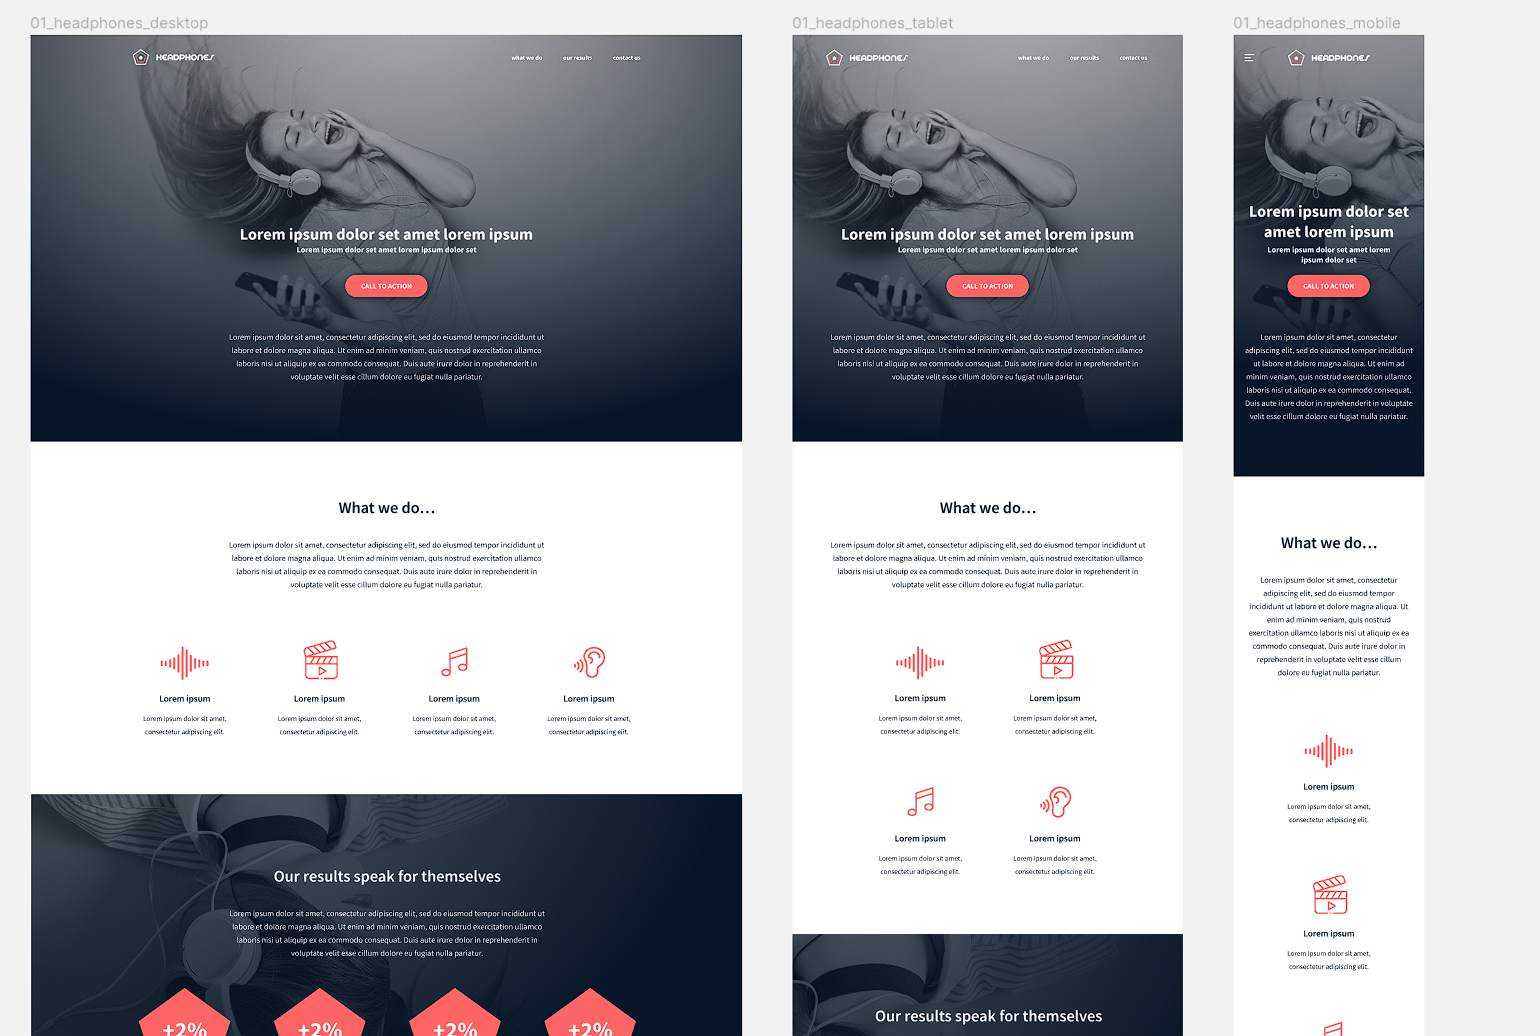 01_headphones_desktop
HEADPHONES
what we do
our results
contact us
Lorem ipsum dolor set amet lorem ipsum
Lorem ipsum dolor set amet lorem ipsum dolor set
CALL TO ACTION
Lorem ipsum dolor sit amet, consectetur adipiscing elit, sed do eiusmod tempor incididunt ut
labore et dolore magna aliqua. Ut enim ad minim veniam, quis nostrud exercitation ullamco
laboris nisi ut aliquip ex ea commodo consequat. Duis aute irure dolor in reprehenderit in
voluptate velit esse cillum dolore eu fugiat nulla pariatur.
What we do...
Lorem ipsum dolor sit amet, consectetur adipiscing elit, sed do eiusmod tempor incididunt ut
labore et dolore magna aliqua. Ut enim ad minim veniam, quis nostrud exercitation ullamco
laboris nisi ut aliquip ex ea commodo consequat. Duis aute irure dolor in reprehenderit in
voluptate velit esse cillum dolore eu fugiat nulla pariatur.
Lorem ipsum
Lorem ipsum dolor sit amet,
consectetur adipiscing elit.
Lorem ipsum
Lorem ipsum dolor sit amet,
consectetur adipiscing elit.
Lorem ipsum
Lorem ipsum dolor sit amet,
consectetur adipiscing elit.
Lorem ipsum
Lorem ipsum dolor sit amet,
consectetur adipiscing elit.
Our results speak for themselves
Lorem ipsum dolor sit amet, consectetur adipiscing elit, sed do eiusmod tempor incididunt ut
labore et dolore magna aliqua. Ut enim ad minim veniam, quis nostrud exercitation ullamco
laboris nisi ut aliquip ex ea commodo consequat. Duis aute irure dolor in reprehenderit in
voluptate velit esse cillum dolore eu fugiat nulla pariatur.
+2%
+2%
+2%
+2%
01_headphones_tablet
HEADPHONES
what we do
our results
contact us
Lorem ipsum dolor set amet lorem ipsum
Lorem ipsum dolor set amet lorem ipsum dolor set
CALL TO ACTION
Lorem ipsum dolor sit amet, consectetur adipiscing elit, sed do eiusmod tempor incididunt ut
labore et dolore magna aliqua. Ut enim ad minim veniam, quis nostrud exercitation ullamco
laboris nisi ut aliquip ex ea commodo consequat. Duis aute irure dolor in reprehenderit in
voluptate velit esse cillum dolore eu fugiat nulla pariatur.
What we do...
Lorem ipsum dolor sit amet, consectetur adipiscing elit, sed do eiusmod tempor incididunt ut
labore et dolore magna aliqua. Ut enim ad minim veniam, quis nostrud exercitation ullamco
laboris nisi ut aliquip ex ea commodo consequat. Duis aute irure dolor in reprehenderit in
voluptate velit esse cillum dolore eu fugiat nulla pariatur.
Lorem ipsum
Lorem ipsum dolor sit amet,
consectetur adipiscing elit.
Lorem ipsum
Lorem ipsum dolor sit amet,
consectetur adipiscing elit.
Lorem ipsum
Lorem ipsum dolor sit amet,
consectetur adipiscing elit.
Lorem ipsum
Lorem ipsum dolor sit amet,
consectetur adipiscing elit.
Our results speak for themselves
01_headphones_mobile
HEADPHONES
Lorem ipsum dolor set
amet lorem ipsum
Lorem ipsum dolor set amet lorem
ipsum dolor set
CALL TO ACTION
Lorem ipsum dolor sit amet, consectetur
adipiscing elit, sed do eiusmod tempor incididunt
ut labore et dolore magna aliqua. Ut enim ad
minim veniam, quis nostrud exercitation ullamco
laboris nisi ut aliquip ex ea commodo consequat.
Duis aute irure dolor in reprehenderit in voluptate
velit esse cillum dolore eu fugiat nulla pariatur.
What we do...
Lorem ipsum dolor sit amet, consectetur
adipiscing elit, sed do eiusmod tempor
incididunt ut labore et dolore magna aliqua. Ut
enim ad minim veniam, quis nostrud
exercitation ullamco laboris nisi ut aliquip ex ea
commodo consequat. Duis aute irure dolor in
reprehenderit in voluptate velit esse cillum
dolore eu fugiat nulla pariatur.
Lorem ipsum
Lorem ipsum dolor sit amet,
consectetur adipiscing elit.
Lorem ipsum
Lorem ipsum dolor sit amet,
consectetur adipiscing elit.